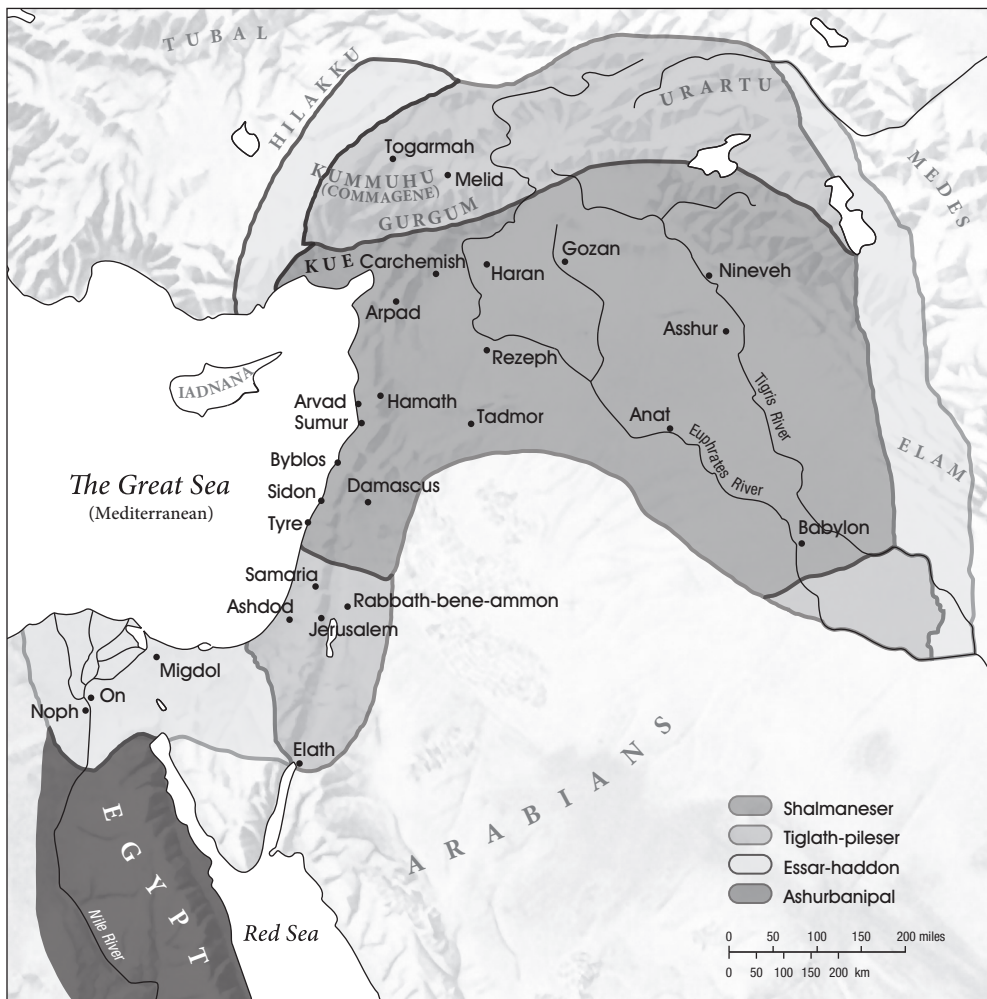 TUBAL
HILAKKU
URARTU
MEDES
Togarmah
KUMMUHU
(COMMAGENE)
Melid
GURGUM
KUE
Carchemish
Haran
Gozan
Nineveh
Arpad
Asshur
Rezeph
IADNANA
Arvad
Hamath
Sumur
Tadmor
Anat
Tigris River
Euphrates River
ELAM
Byblos
The Great Sea
(Mediterranean)
Sidon
Damascus
Tyre
Babylon
Samaria
Rabbath-bene-ammon
Ashdod
Jerusalem
Migdol
On
Noph
Elath
ARABIANS
EGYPT
Nile River
Red Sea
Shalmaneser
Tiglath-pileser
Essar-haddon
Ashurbanipal
0 50 100 150 200 miles
0 50 100 150 200 km